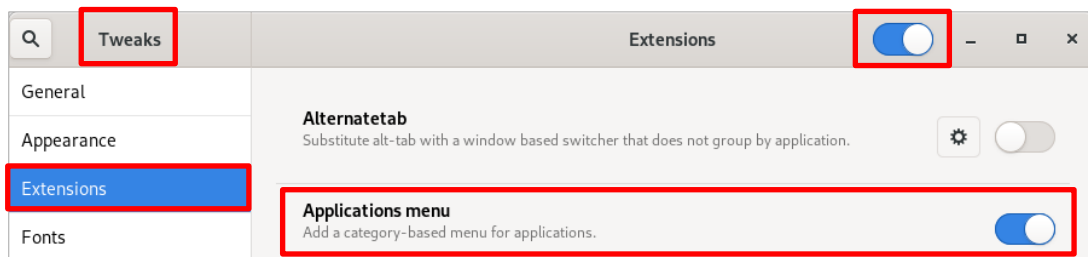 Tweaks
Extensions
General
Appearance
Extensions
Fonts
Alternatetab
Substitute alt-tab with a window based switcher that does not group by application.
Applications menu
Add a category-based menu for applications.